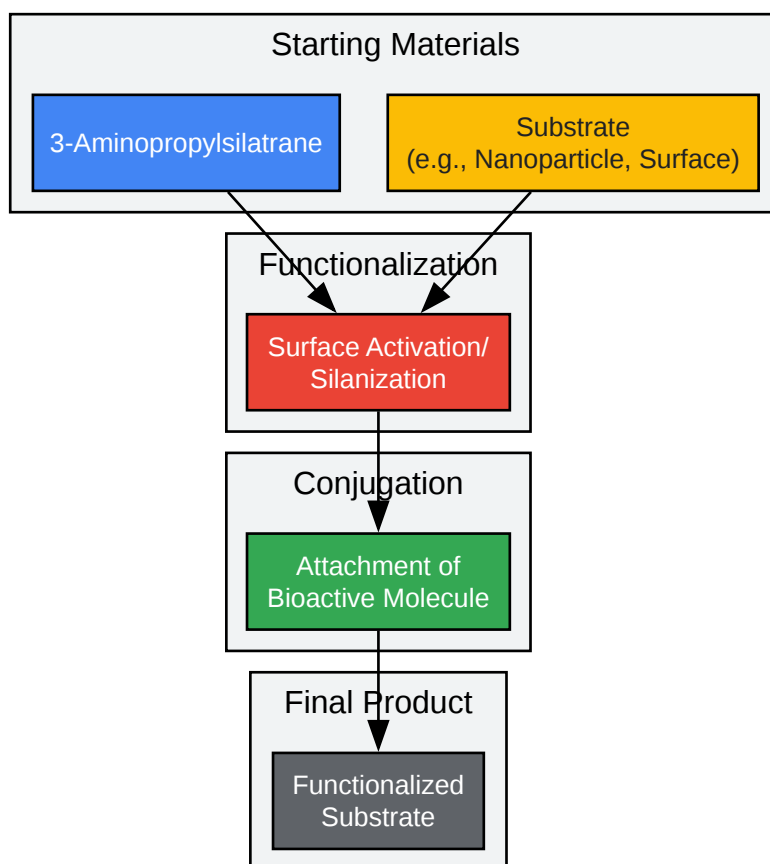 Starting Materials
3-Aminopropylsilatrane
Substrate
(e.g., Nanoparticle, Surface)
Functionalization
Surface Activation/
Silanization
Conjugation
Attachment of
Bioactive Molecule
Final Product
Functionalized
Substrate